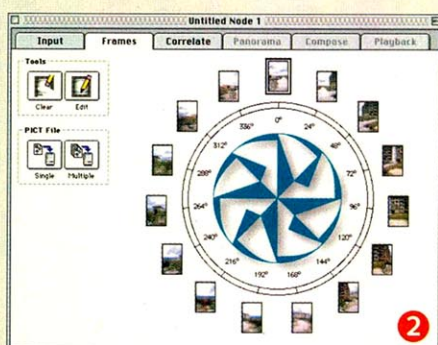 Untitled Node 1
Input Frames Correlate Panorama Compose Playback
Tools
Clear Edit
PICT File
Single Multiple
0°
336° 24°
312° 48°
288° 72°
264° 96°
240° 120°
216° 144°
192° 168°
2